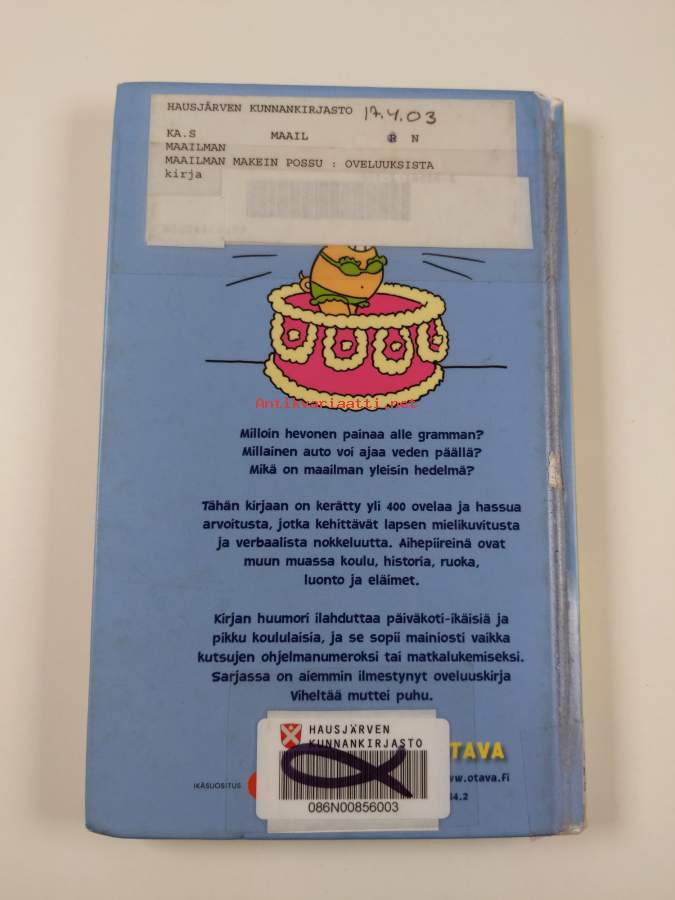 HAUSJÄRVEN KUNNANKIRJASTO 17.4.03
KA.S MAAIL R N
MAAILMAN
MAAILMAN MAKEIN POSSU : OVELUUKSISTA
kirja
Antikvariaatti.net
Milloin hevonen painaa alle gramman?
Millainen auto voi ajaa veden päällä?
Mikä on maailman yleisin hedelmä?
Tähän kirjaan on kerätty yli 400 ovelaa ja hassua
arvoitusta, jotka kehittävät lapsen mielikuvitusta
ja verbaalista nokkeluutta. Aihepiireinä ovat
muun muassa koulu, historia, ruoka,
luonto ja eläimet.
Kirjan huumori ilahduttaa päiväkoti-ikäisiä ja
pikku koululaisia, ja se sopii mainiosti vaikka
kutsujen ohjelmanumeroksi tai matkalukemiseksi.
Sarjassa on aiemmin ilmestynyt oveluuskirja
Viheltää muttei puhu.
HAUSJÄRVEN
KUNNANKIRJASTO
TAVA
ww.otava.fi
IKÄSUOSITUS
4.2
086N00856003